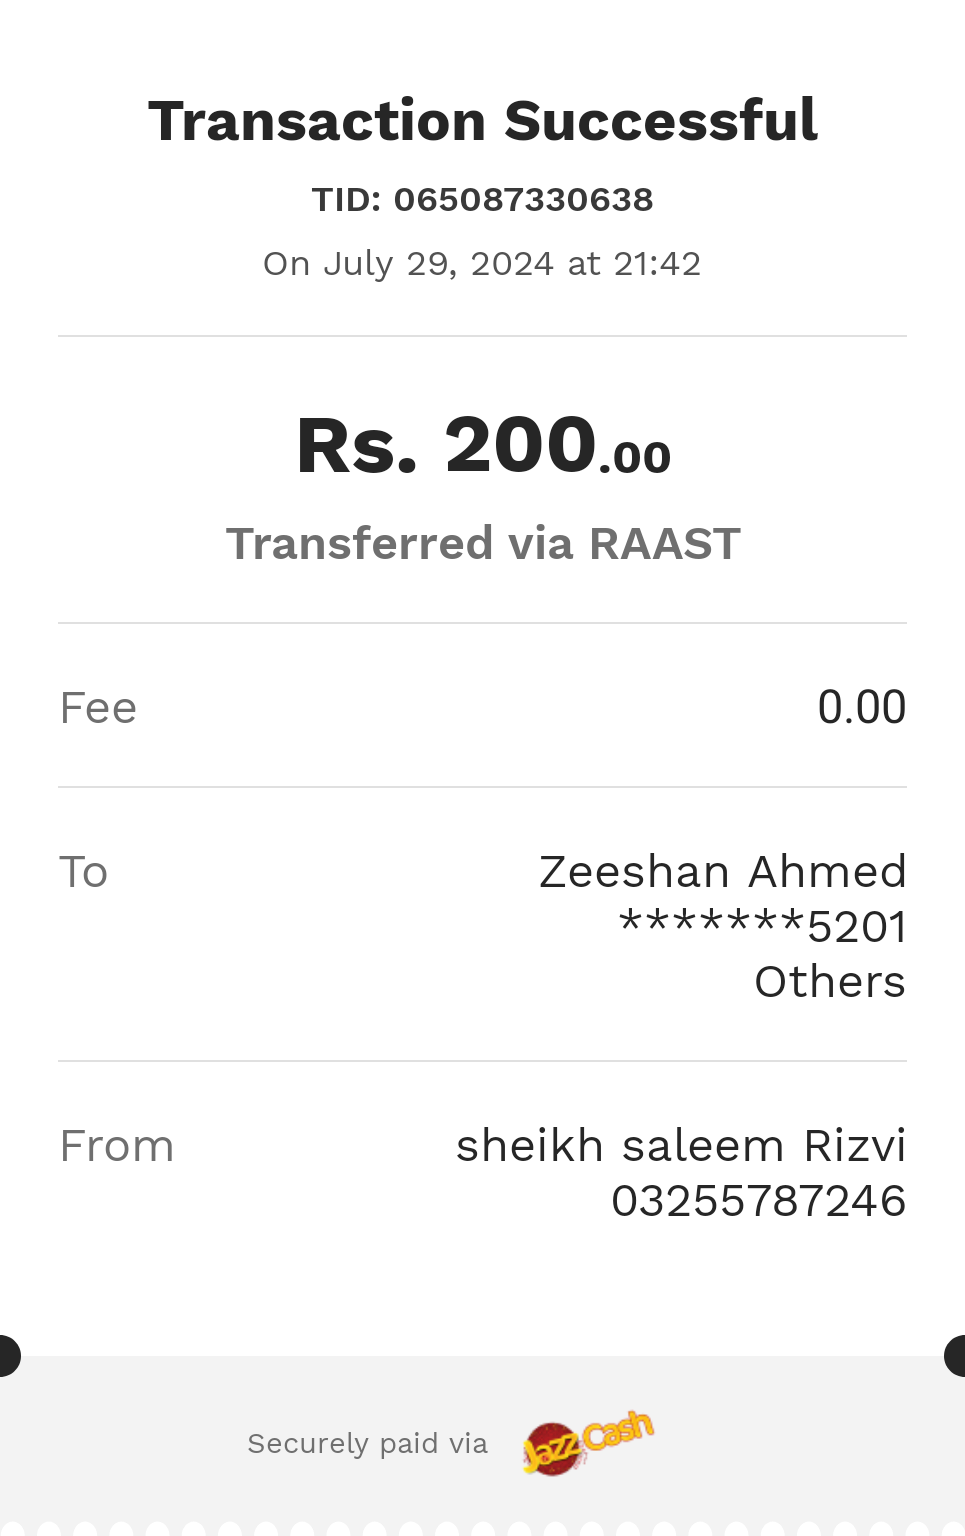 Transaction Successful
TID: 065087330638
On July 29, 2024 at 21:42
Rs. 200.00
Transferred via RAAST
Fee 0.00
To Zeeshan Ahmed
*******5201
Others
From sheikh saleem Rizvi
03255787246
Securely paid via JazzCash